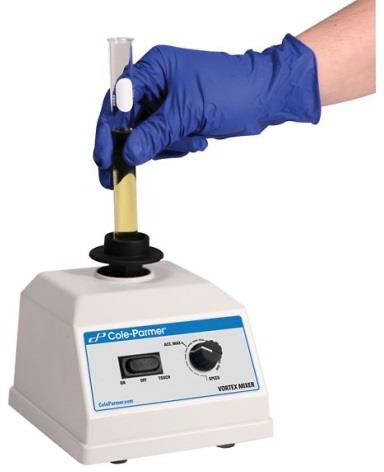 Cole-Parmer®
ACC. MAX
ON OFF TOUCH
SPEED
VORTEX MIXER
ColeParmer.com